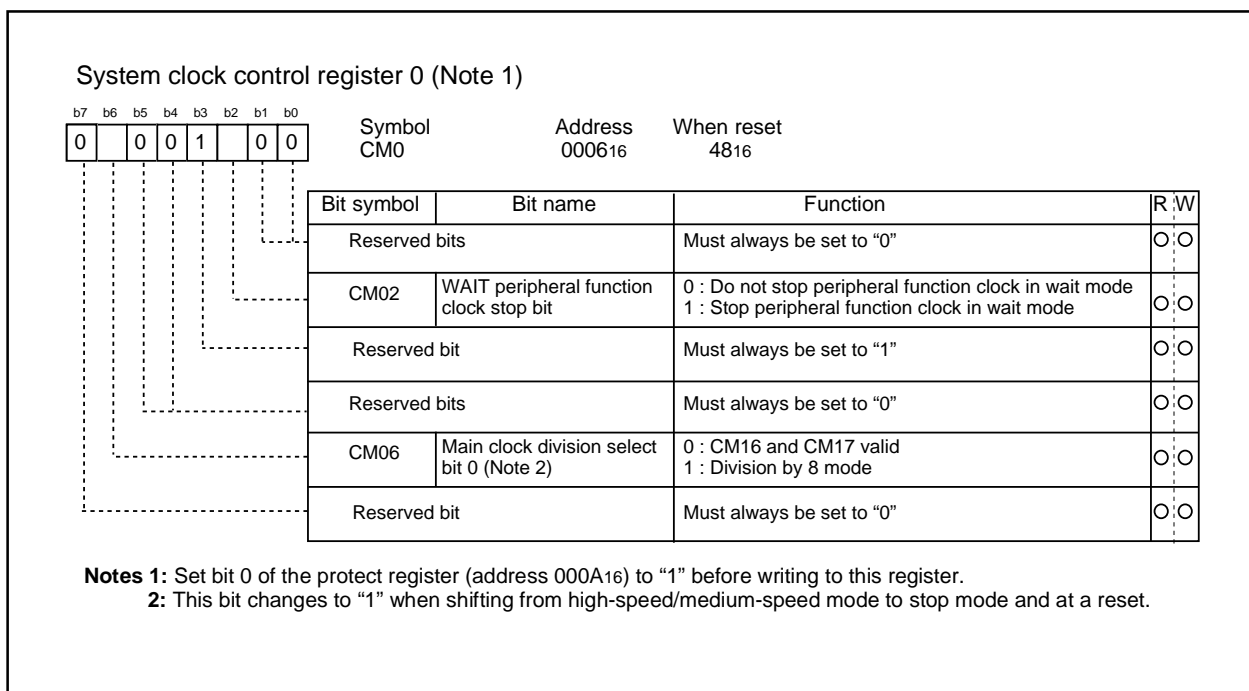 System clock control register 0 (Note 1)
b7 b6 b5 b4 b3 b2 b1 b0
0 0 0 1 0 0
Symbol Address When reset
CM0 000616 4816
Bit symbol Bit name Function R W
Reserved bits Must always be set to “0”
CM02 WAIT peripheral function clock stop bit 0 : Do not stop peripheral function clock in wait mode
1 : Stop peripheral function clock in wait mode
Reserved bit Must always be set to “1”
Reserved bits Must always be set to “0”
CM06 Main clock division select bit 0 (Note 2) 0 : CM16 and CM17 valid
1 : Division by 8 mode
Reserved bit Must always be set to “0”
Notes 1: Set bit 0 of the protect register (address 000A16) to “1” before writing to this register.
2: This bit changes to “1” when shifting from high-speed/medium-speed mode to stop mode and at a reset.